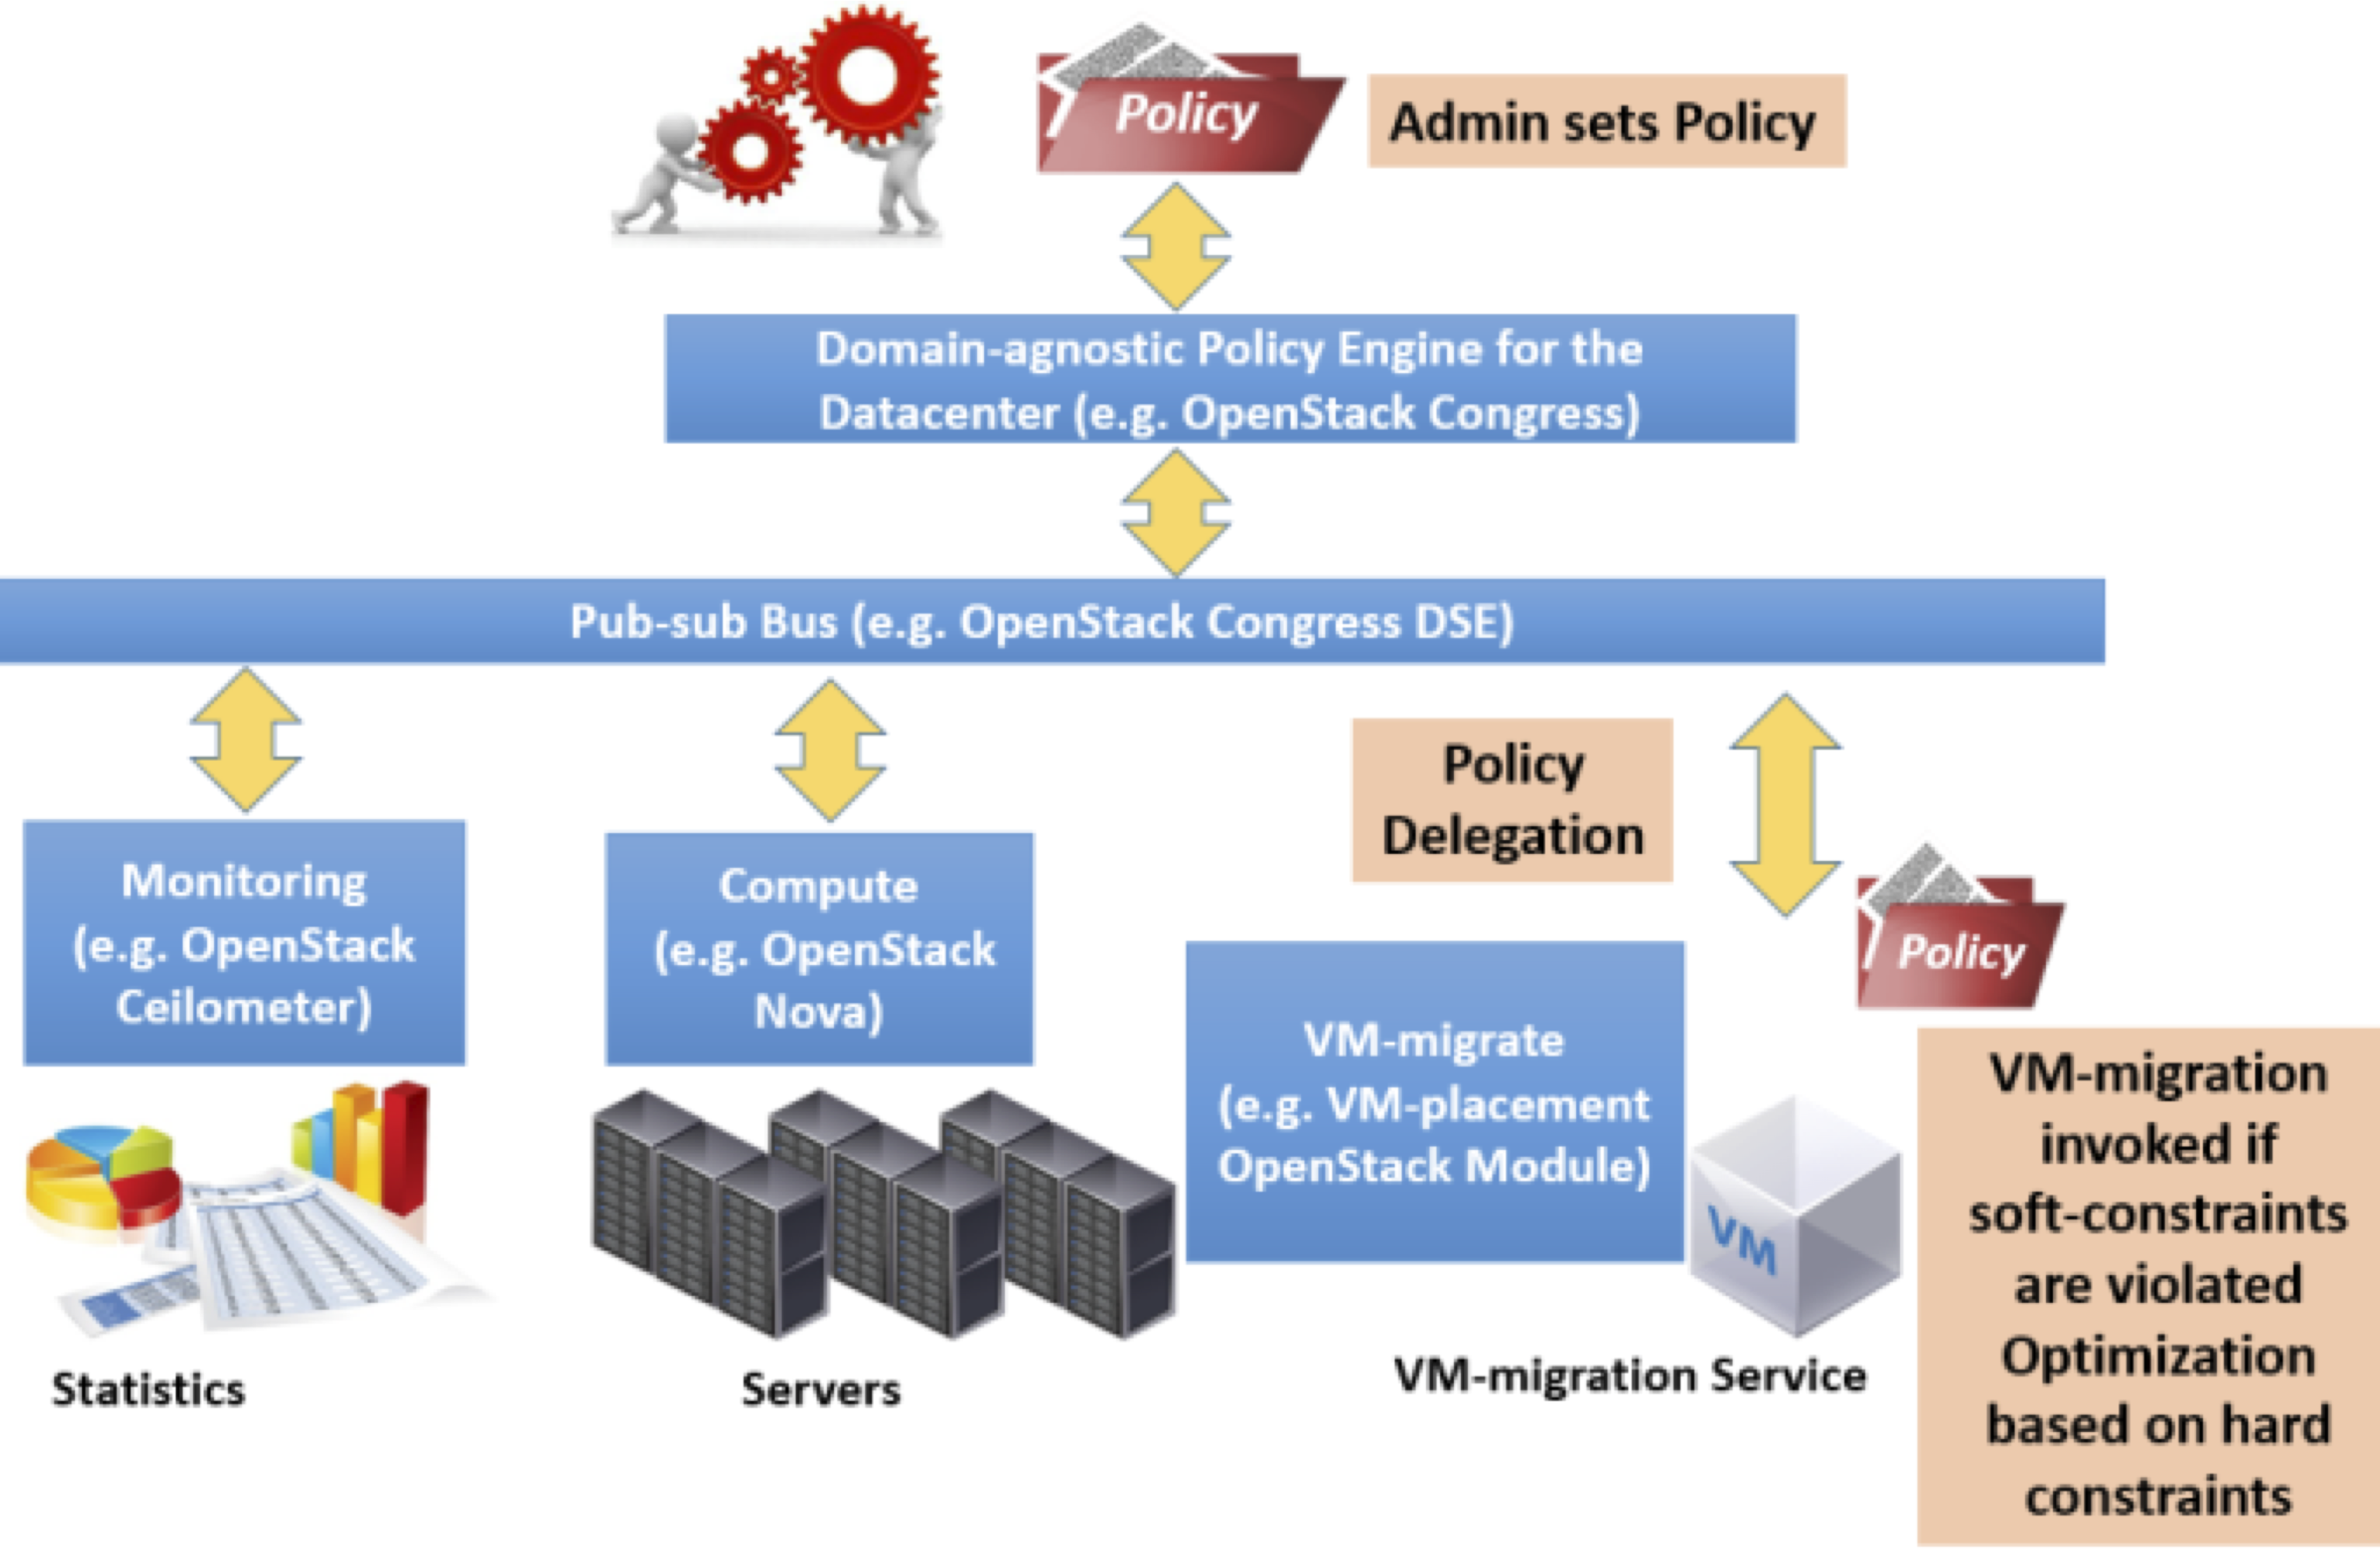 Policy
Admin sets Policy
Domain-agnostic Policy Engine for the
Datacenter (e.g. OpenStack Congress)
Pub-sub Bus (e.g. OpenStack Congress DSE)
Monitoring
(e.g. OpenStack
Ceilometer)
Statistics
Compute
(e.g. OpenStack
Nova)
Servers
Policy
Delegation
Policy
VM-migrate
(e.g. VM-placement
OpenStack Module)
VM
VM-migration Service
VM-migration
invoked if
soft-constraints
are violated
Optimization
based on hard
constraints